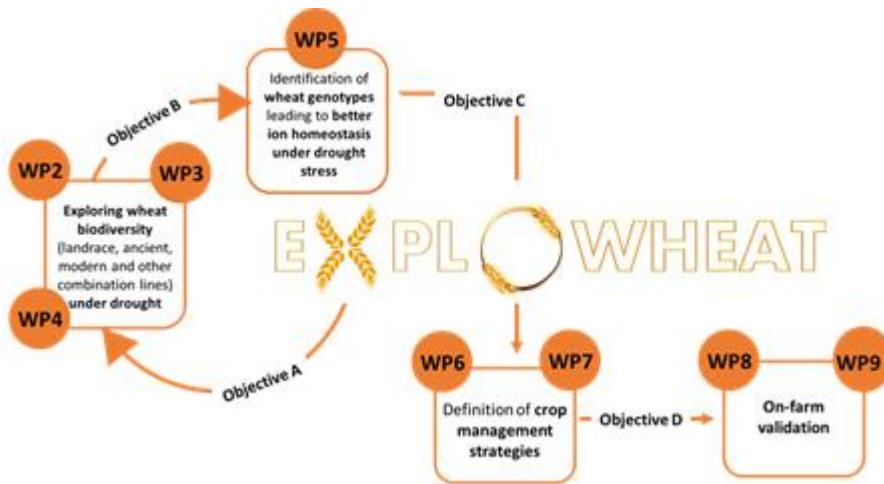 WP5
Identification of
wheat genotypes
leading to better
ion homeostasis
under drought
stress
Objective B
Objective C
WP2
WP3
Exploring wheat
biodiversity
(landrace, ancient,
modern and other
combination lines)
under drought
WP4
EXPLOWHEAT
Objective A
WP6
WP7
Definition of crop
management
strategies
Objective D
WP8
WP9
On-farm
validation